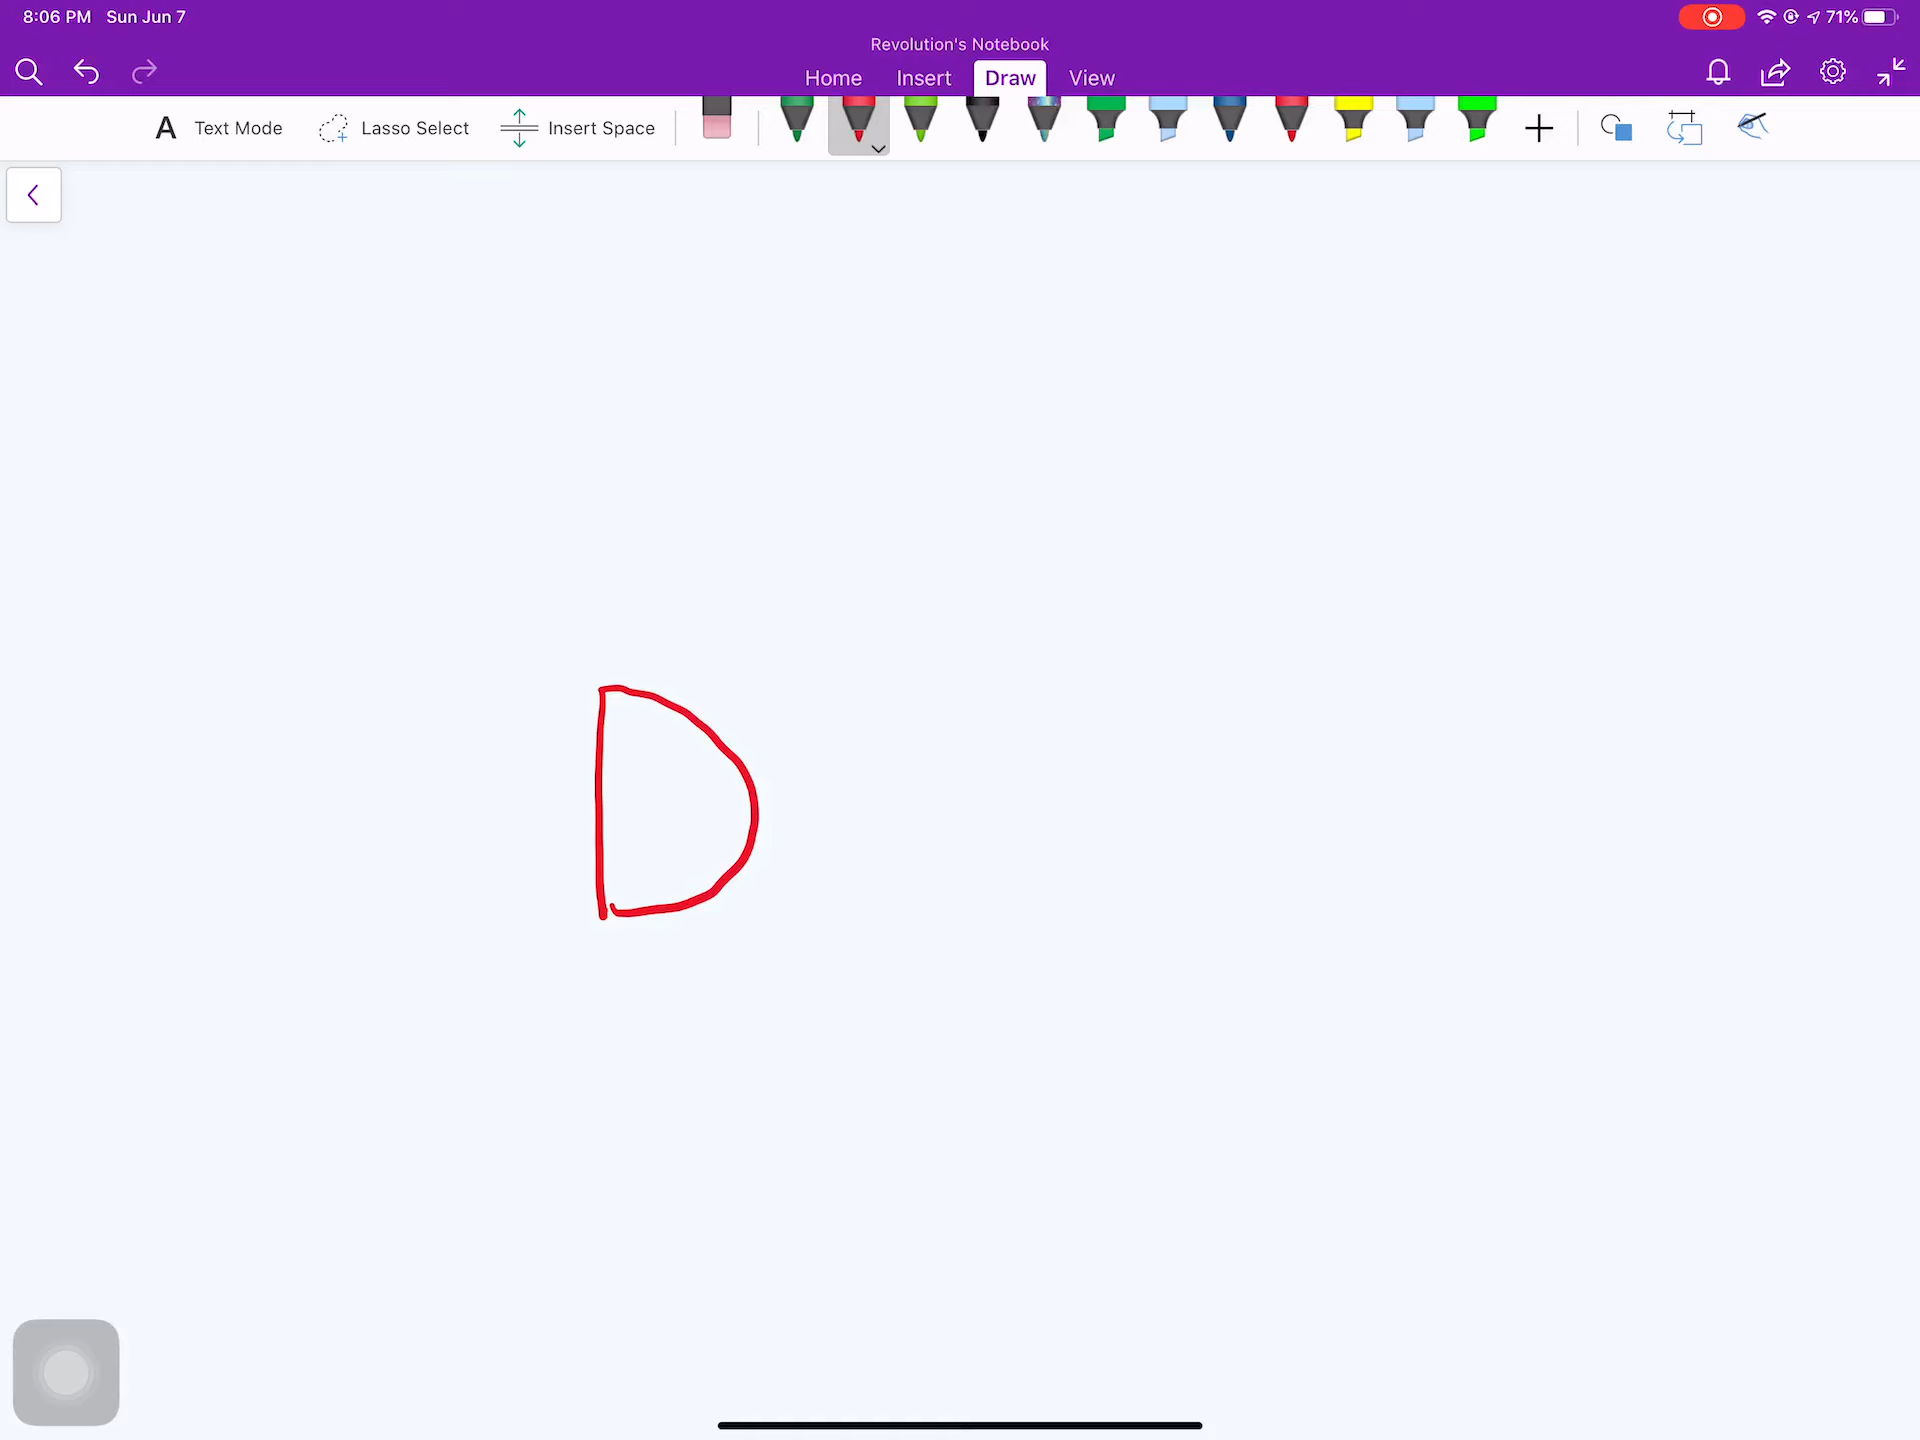 8:06 PM Sun Jun 7
71%
Revolution's Notebook
Home Insert Draw View
A Text Mode Lasso Select Insert Space
D